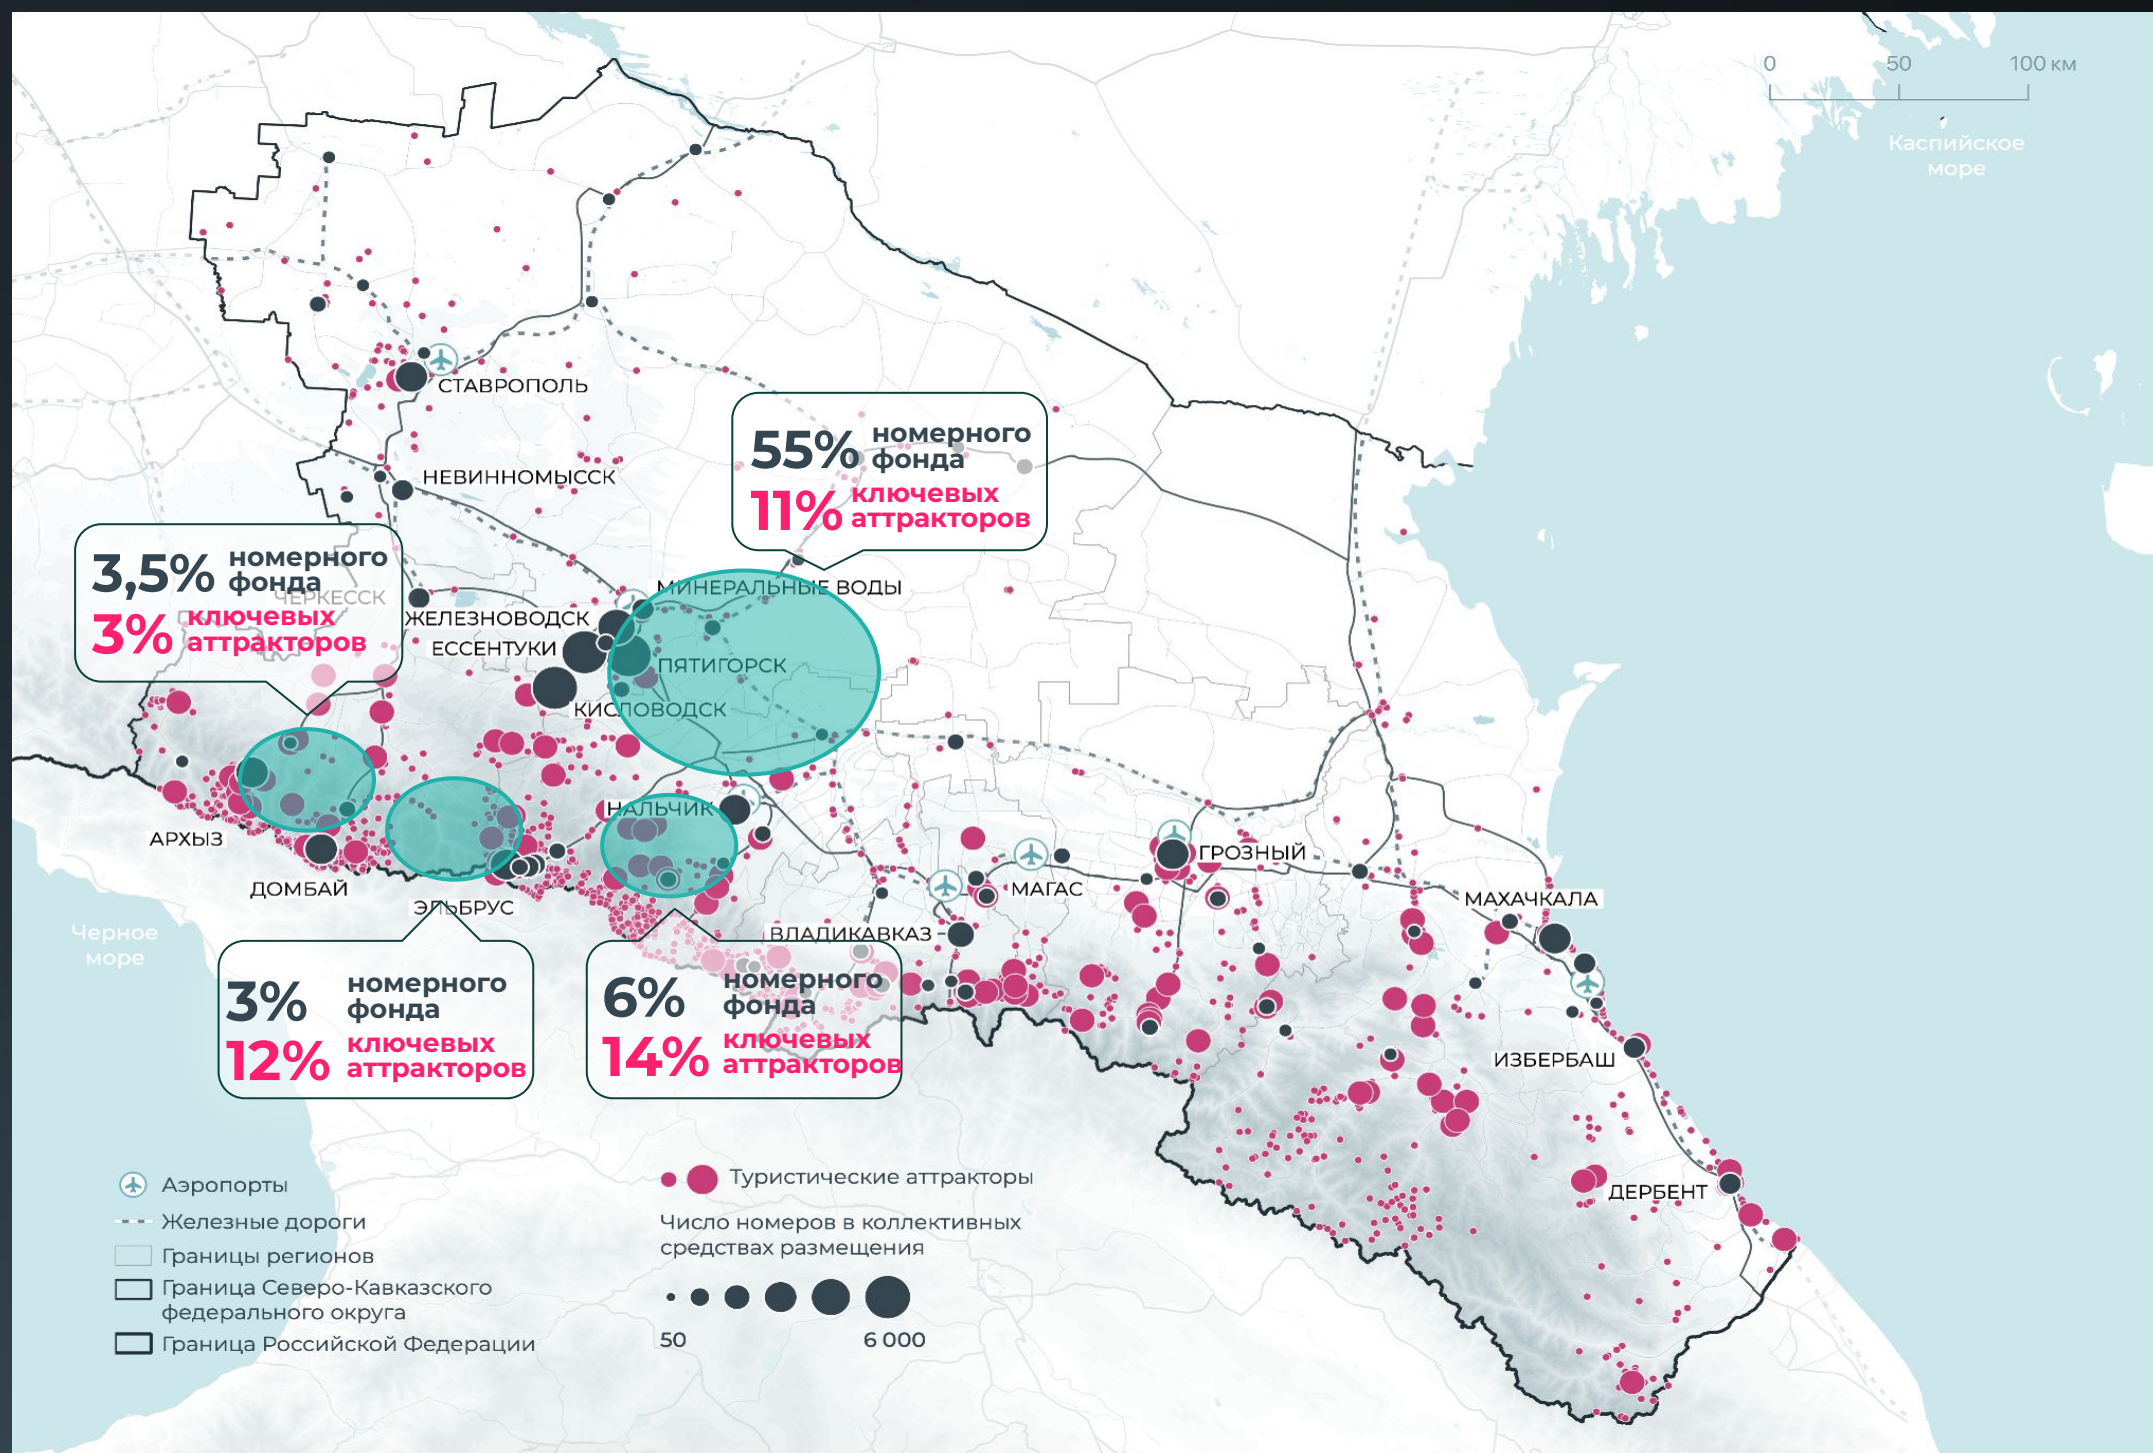 0 50 100 км
Каспийское
море
СТАВРОПОЛЬ
55% номерного
фонда
11% ключевых
аттракторов
НЕВИННОМЫССК
3,5% номерного
фонда
ЧЕРКЕССК
3% ключевых
аттракторов
МИНЕРАЛЬНЫЕ ВОДЫ
ЖЕЛЕЗНОВОДСК
ЕССЕНТУКИ
ПЯТИГОРСК
КИСЛОВОДСК
НАЛЬЧИК
АРХЫЗ
ДОМБАЙ
ЭЛЬБРУС
ГРОЗНЫЙ
МАГАС
МАХАЧКАЛА
ВЛАДИКАВКАЗ
Черное
море
3% номерного
фонда
12% ключевых
аттракторов
6% номерного
фонда
14% ключевых
аттракторов
ИЗБЕРБАШ
ДЕРБЕНТ
Аэропорты
Железные дороги
Границы регионов
Граница Северо-Кавказского
федерального округа
Граница Российской Федерации
Туристические аттракторы
Число номеров в коллективных
средствах размещения
50 6 000